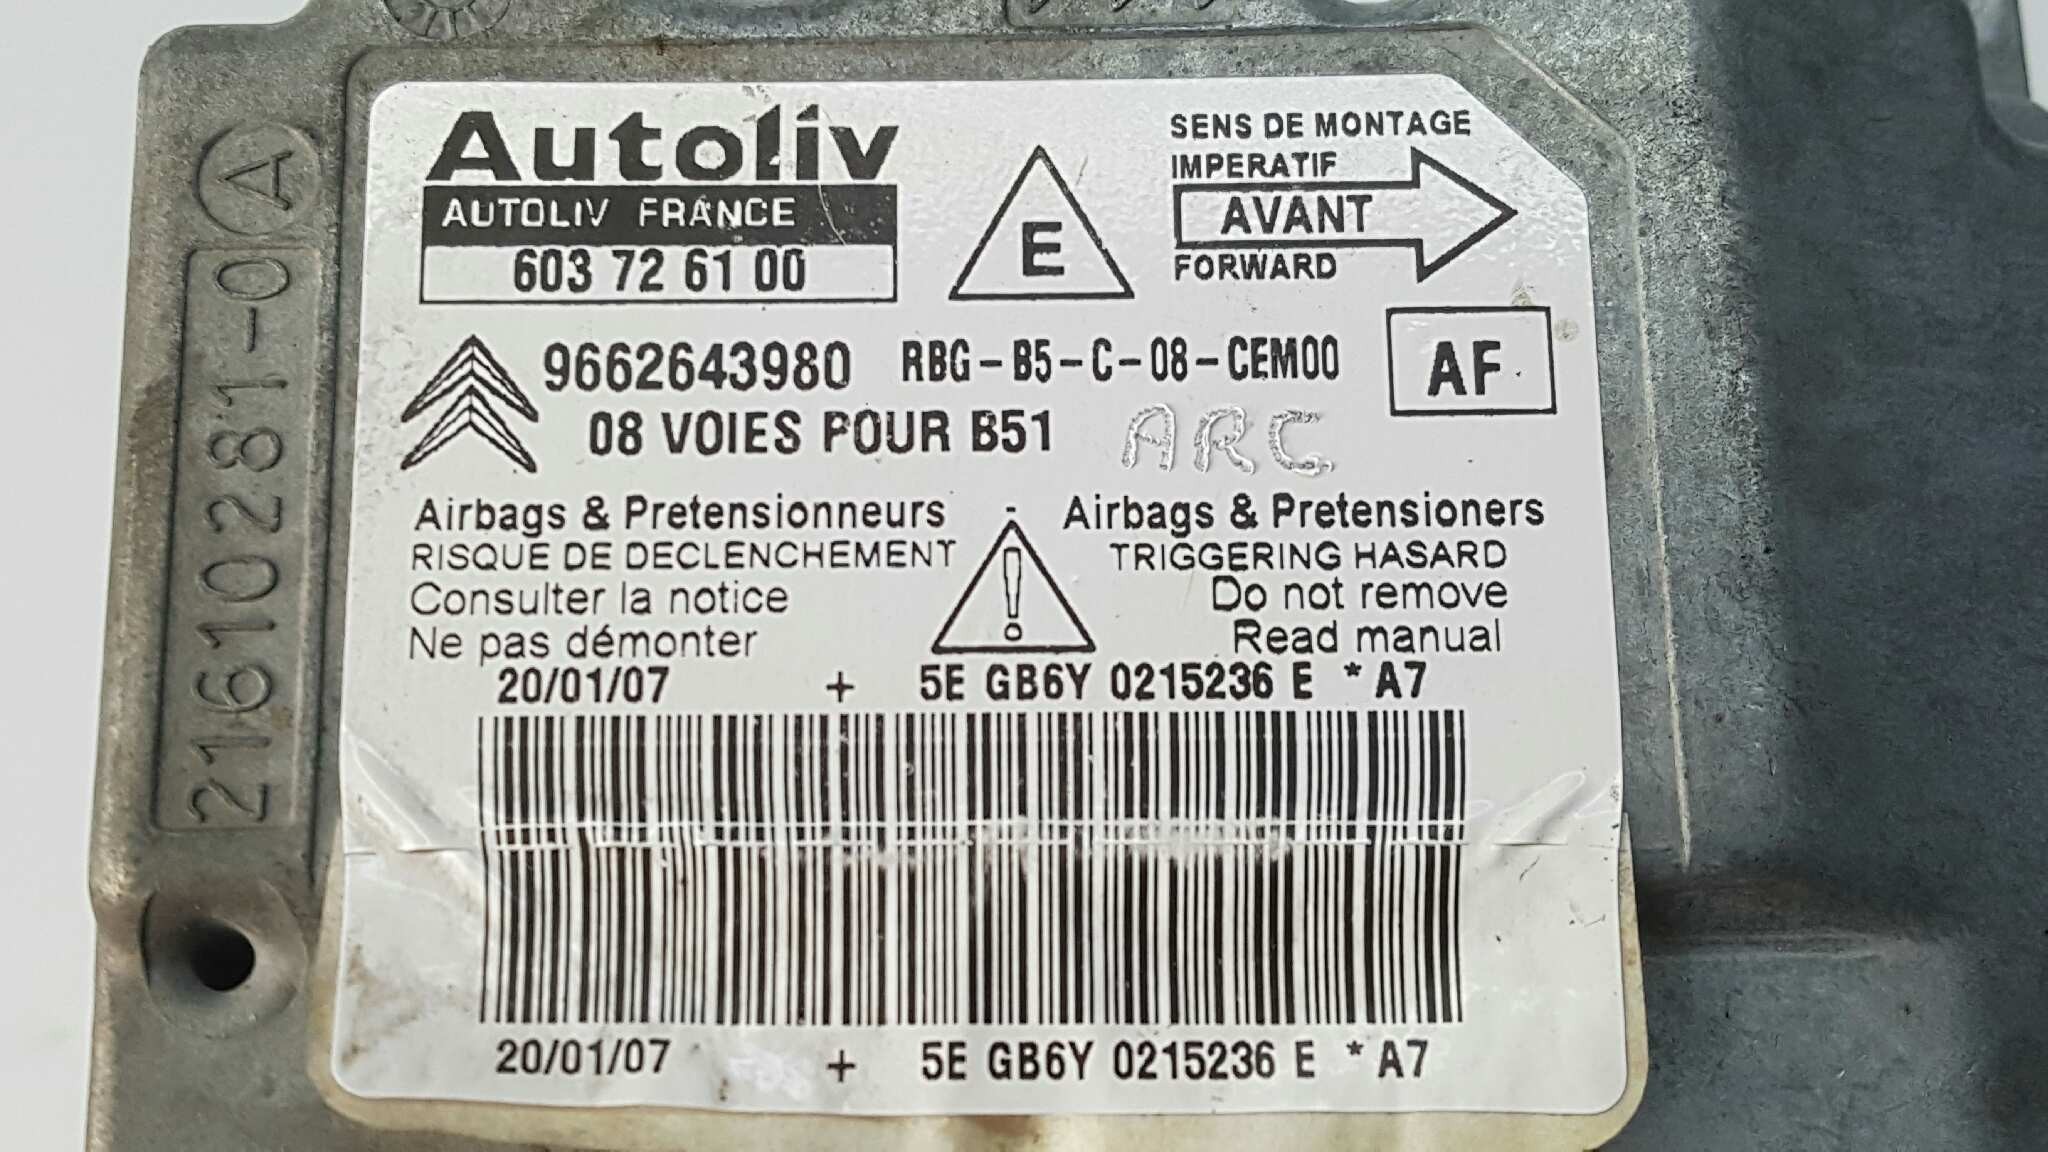 Autoliv
AUTOLIV FRANCE
603 72 61 00
E
SENS DE MONTAGE
IMPERATIF
AVANT
FORWARD
9662643980 RBG-B5-C-08-CEM00
AF
08 VOIES POUR B51 ARC
Airbags & Pretensionneurs
RISQUE DE DECLENCHEMENT
Consulter la notice
Ne pas démonter
Airbags & Pretensioners
TRIGGERING HASARD
Do not remove
Read manual
20/01/07 + 5E GB6Y 0215236 E *A7
20/01/07 + 5E GB6Y 0215236 E *A7
21610281-0 A